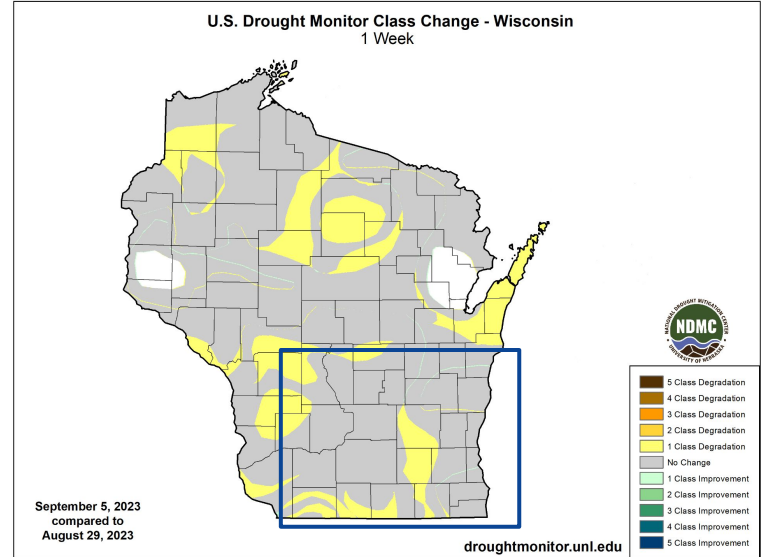 U.S. Drought Monitor Class Change - Wisconsin
1 Week
NATIONAL DROUGHT MITIGATION CENTER
NDMC
UNIVERSITY OF NEBRASKA
5 Class Degradation
4 Class Degradation
3 Class Degradation
2 Class Degradation
1 Class Degradation
No Change
1 Class Improvement
2 Class Improvement
3 Class Improvement
4 Class Improvement
5 Class Improvement
September 5, 2023
compared to
August 29, 2023
droughtmonitor.unl.edu